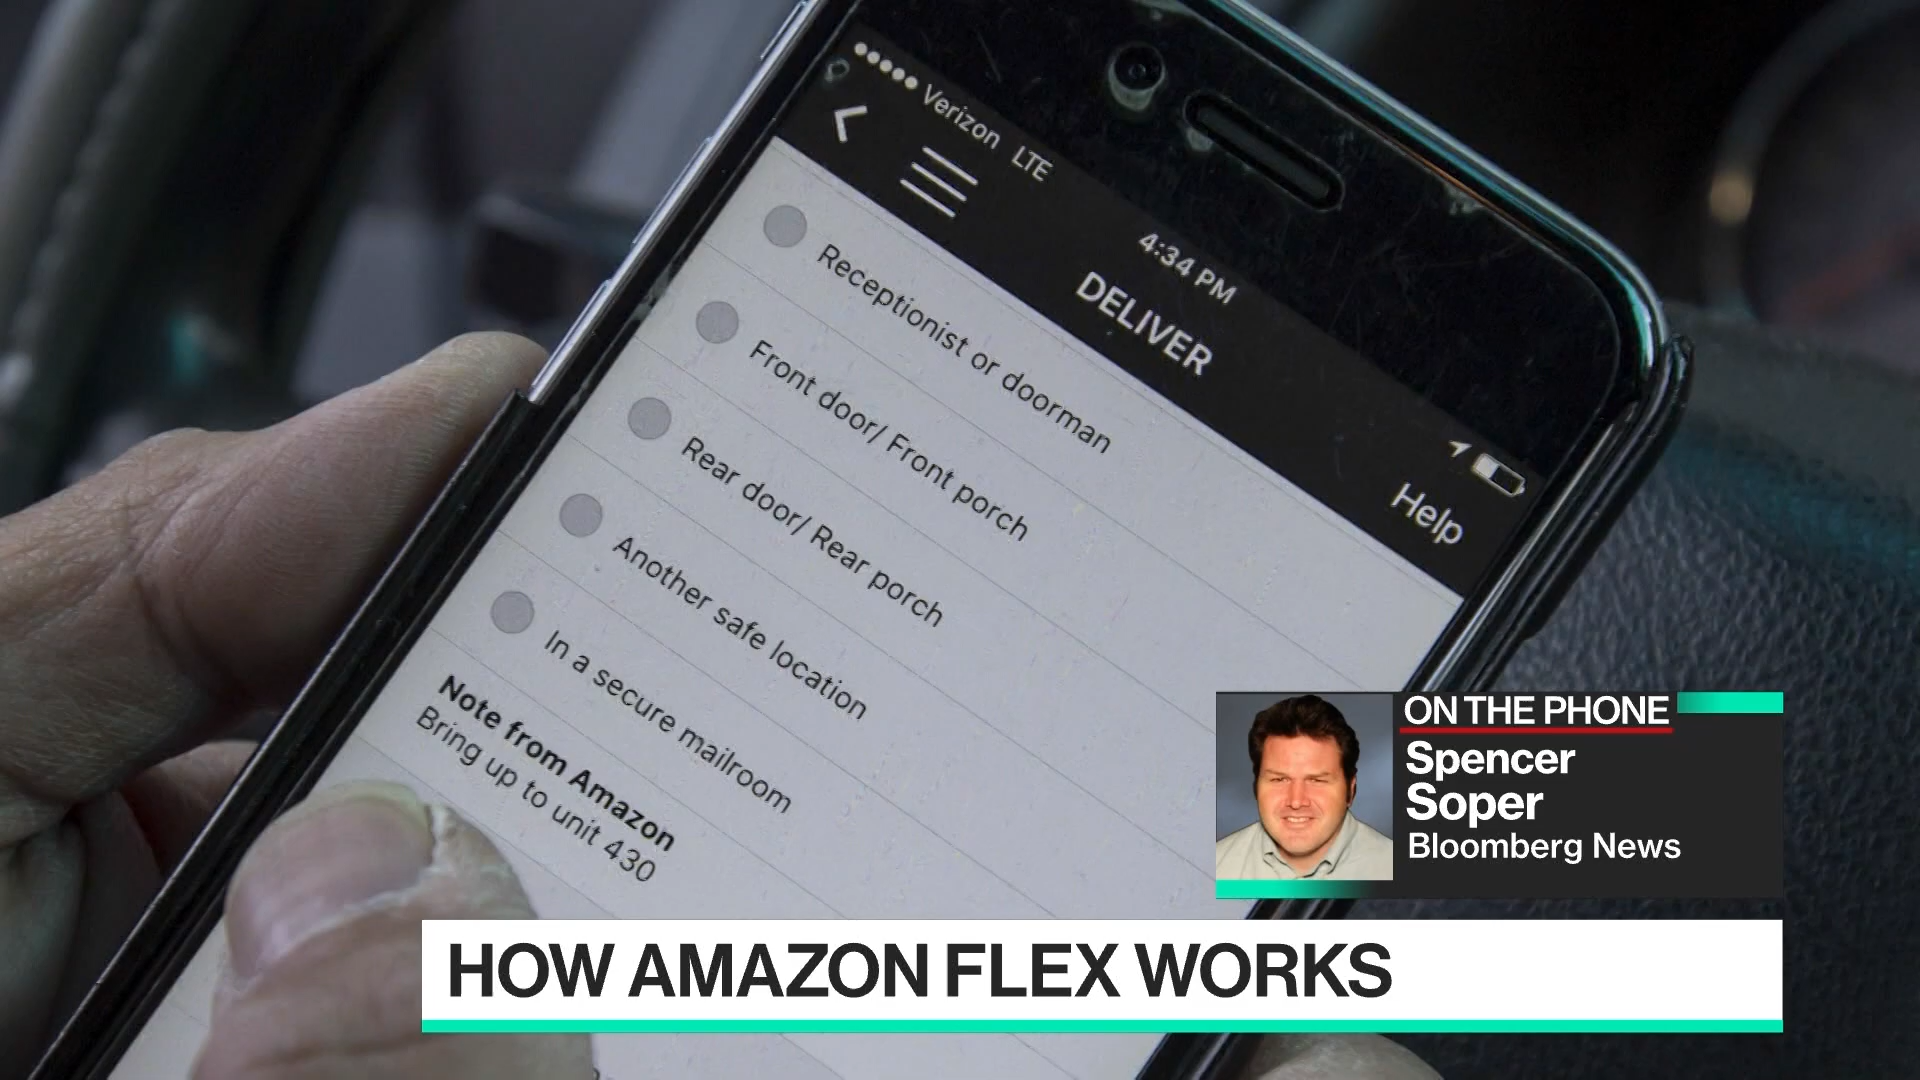 Verizon LTE
4:34 PM
DELIVER
Help
Receptionist or doorman
Front door/ Front porch
Rear door/ Rear porch
Another safe location
In a secure mailroom
Note from Amazon
Bring up to unit 430
ON THE PHONE
Spencer
Soper
Bloomberg News
HOW AMAZON FLEX WORKS